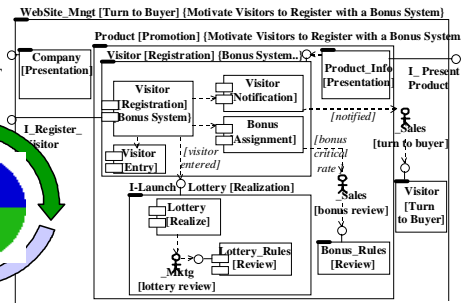 WebSite_Mngt [Turn to Buyer] {Motivate Visitors to Register with a Bonus System}
Product [Promotion] {Motivate Visitors to Register with a Bonus System
Company
[Presentation]
Visitor [Registration] {Bonus System..}
Product_Info
[Presentation]
I_ Present
Product
Visitor
[Registration]
Bonus System}
Visitor
Notification]
[notified]
I_Register_
Visitor
Bonus
Assignment]
_Sales
[turn to buyer]
Visitor
Entry]
[visitor
entered]
[bonus
critical
rate
I-Launch
Lottery [Realization]
_Sales
[bonus review]
Visitor
[Turn
to Buyer]
Lottery
[Realize]
Lottery_Rules
[Review]
Bonus_Rules
[Review]
_Mktg
[lottery review]